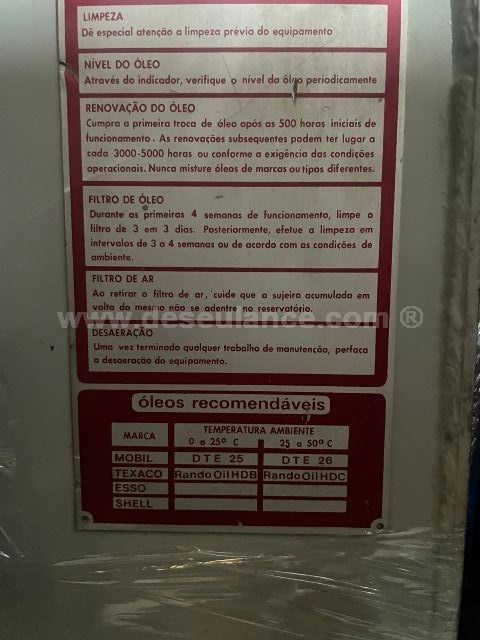 LIMPEZA
Dê especial atenção a limpeza prévia do equipamento
NÍVEL DO ÓLEO
Através do indicador, verifique o nível do óleo periodicamente
RENOVAÇÃO DO ÓLEO
Cumpra a primeira troca de óleo após as 500 horas iniciais de
funcionamento. As renovações subsequentes podem ter lugar a
cada 3000-5000 horas ou conforme a exigência das condições
operacionais. Nunca misture óleos de marcas ou tipos diferentes.
FILTRO DE ÓLEO
Durante as primeiras 4 semanas de funcionamento, limpe o
filtro de 3 em 3 dias. Posteriormente, efetue a limpeza em
intervalos de 3 a 4 semanas ou de acordo com as condições de
ambiente.
FILTRO DE AR
Ao retirar o filtro de ar, cuide que a sujeira acumulada em
volta do mesmo não se adentre no reservatório.
www.deseulance.com ®
DESAERAÇÃO
Uma vez terminado qualquer trabalho de manutenção, perfaça
a desaeração do equipamento.
óleos recomendáveis
MARCA TEMPERATURA AMBIENTE
0 a 25º C 25 a 50º C
MOBIL DTE 25 DTE 26
TEXACO Rando Oil HDB Rando Oil HDC
ESSO
SHELL